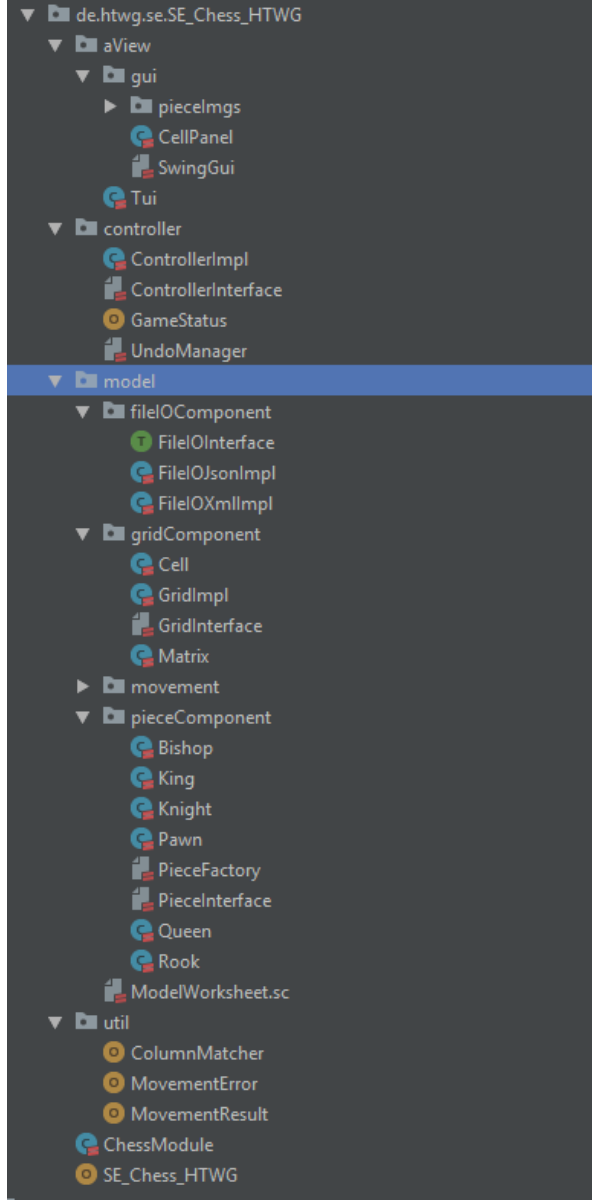 de.htwg.se.SE_Chess_HTWG
aView
gui
pieceImgs
CellPanel
SwingGui
Tui
controller
ControllerImpl
ControllerInterface
GameStatus
UndoManager
model
fileIOComponent
FileIOInterface
FileIOJsonImpl
FileIOXmlImpl
gridComponent
Cell
GridImpl
GridInterface
Matrix
movement
pieceComponent
Bishop
King
Knight
Pawn
PieceFactory
PieceInterface
Queen
Rook
ModelWorksheet.sc
util
ColumnMatcher
MovementError
MovementResult
ChessModule
SE_Chess_HTWG